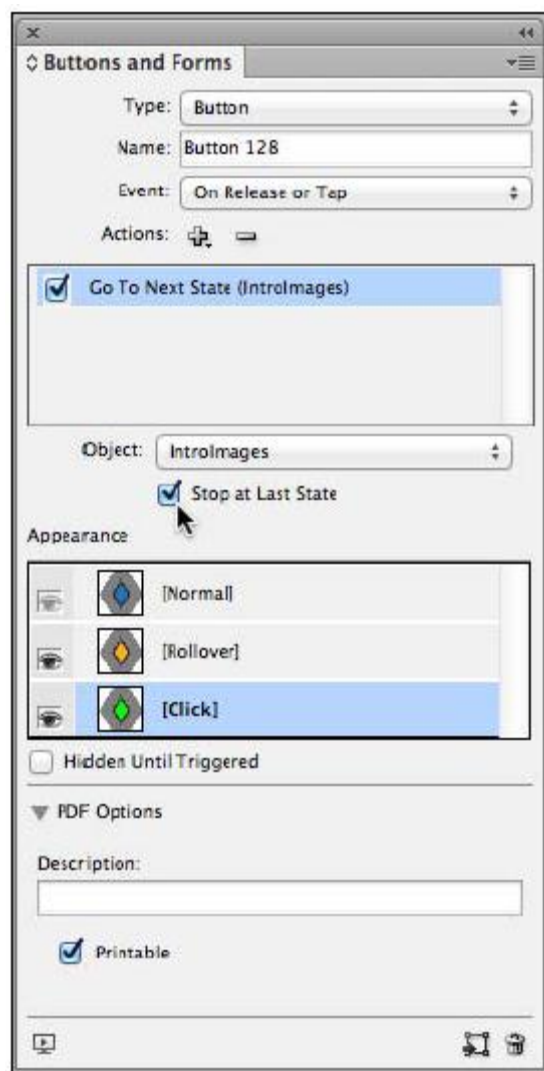 Buttons and Forms
Type: Button
Name: Button 128
Event: On Release or Tap
Actions:
Go To Next State (IntroImages)
Object: IntroImages
Stop at Last State
Appearance
[Normal]
[Rollover]
[Click]
Hidden Until Triggered
PDF Options
Description:
Printable